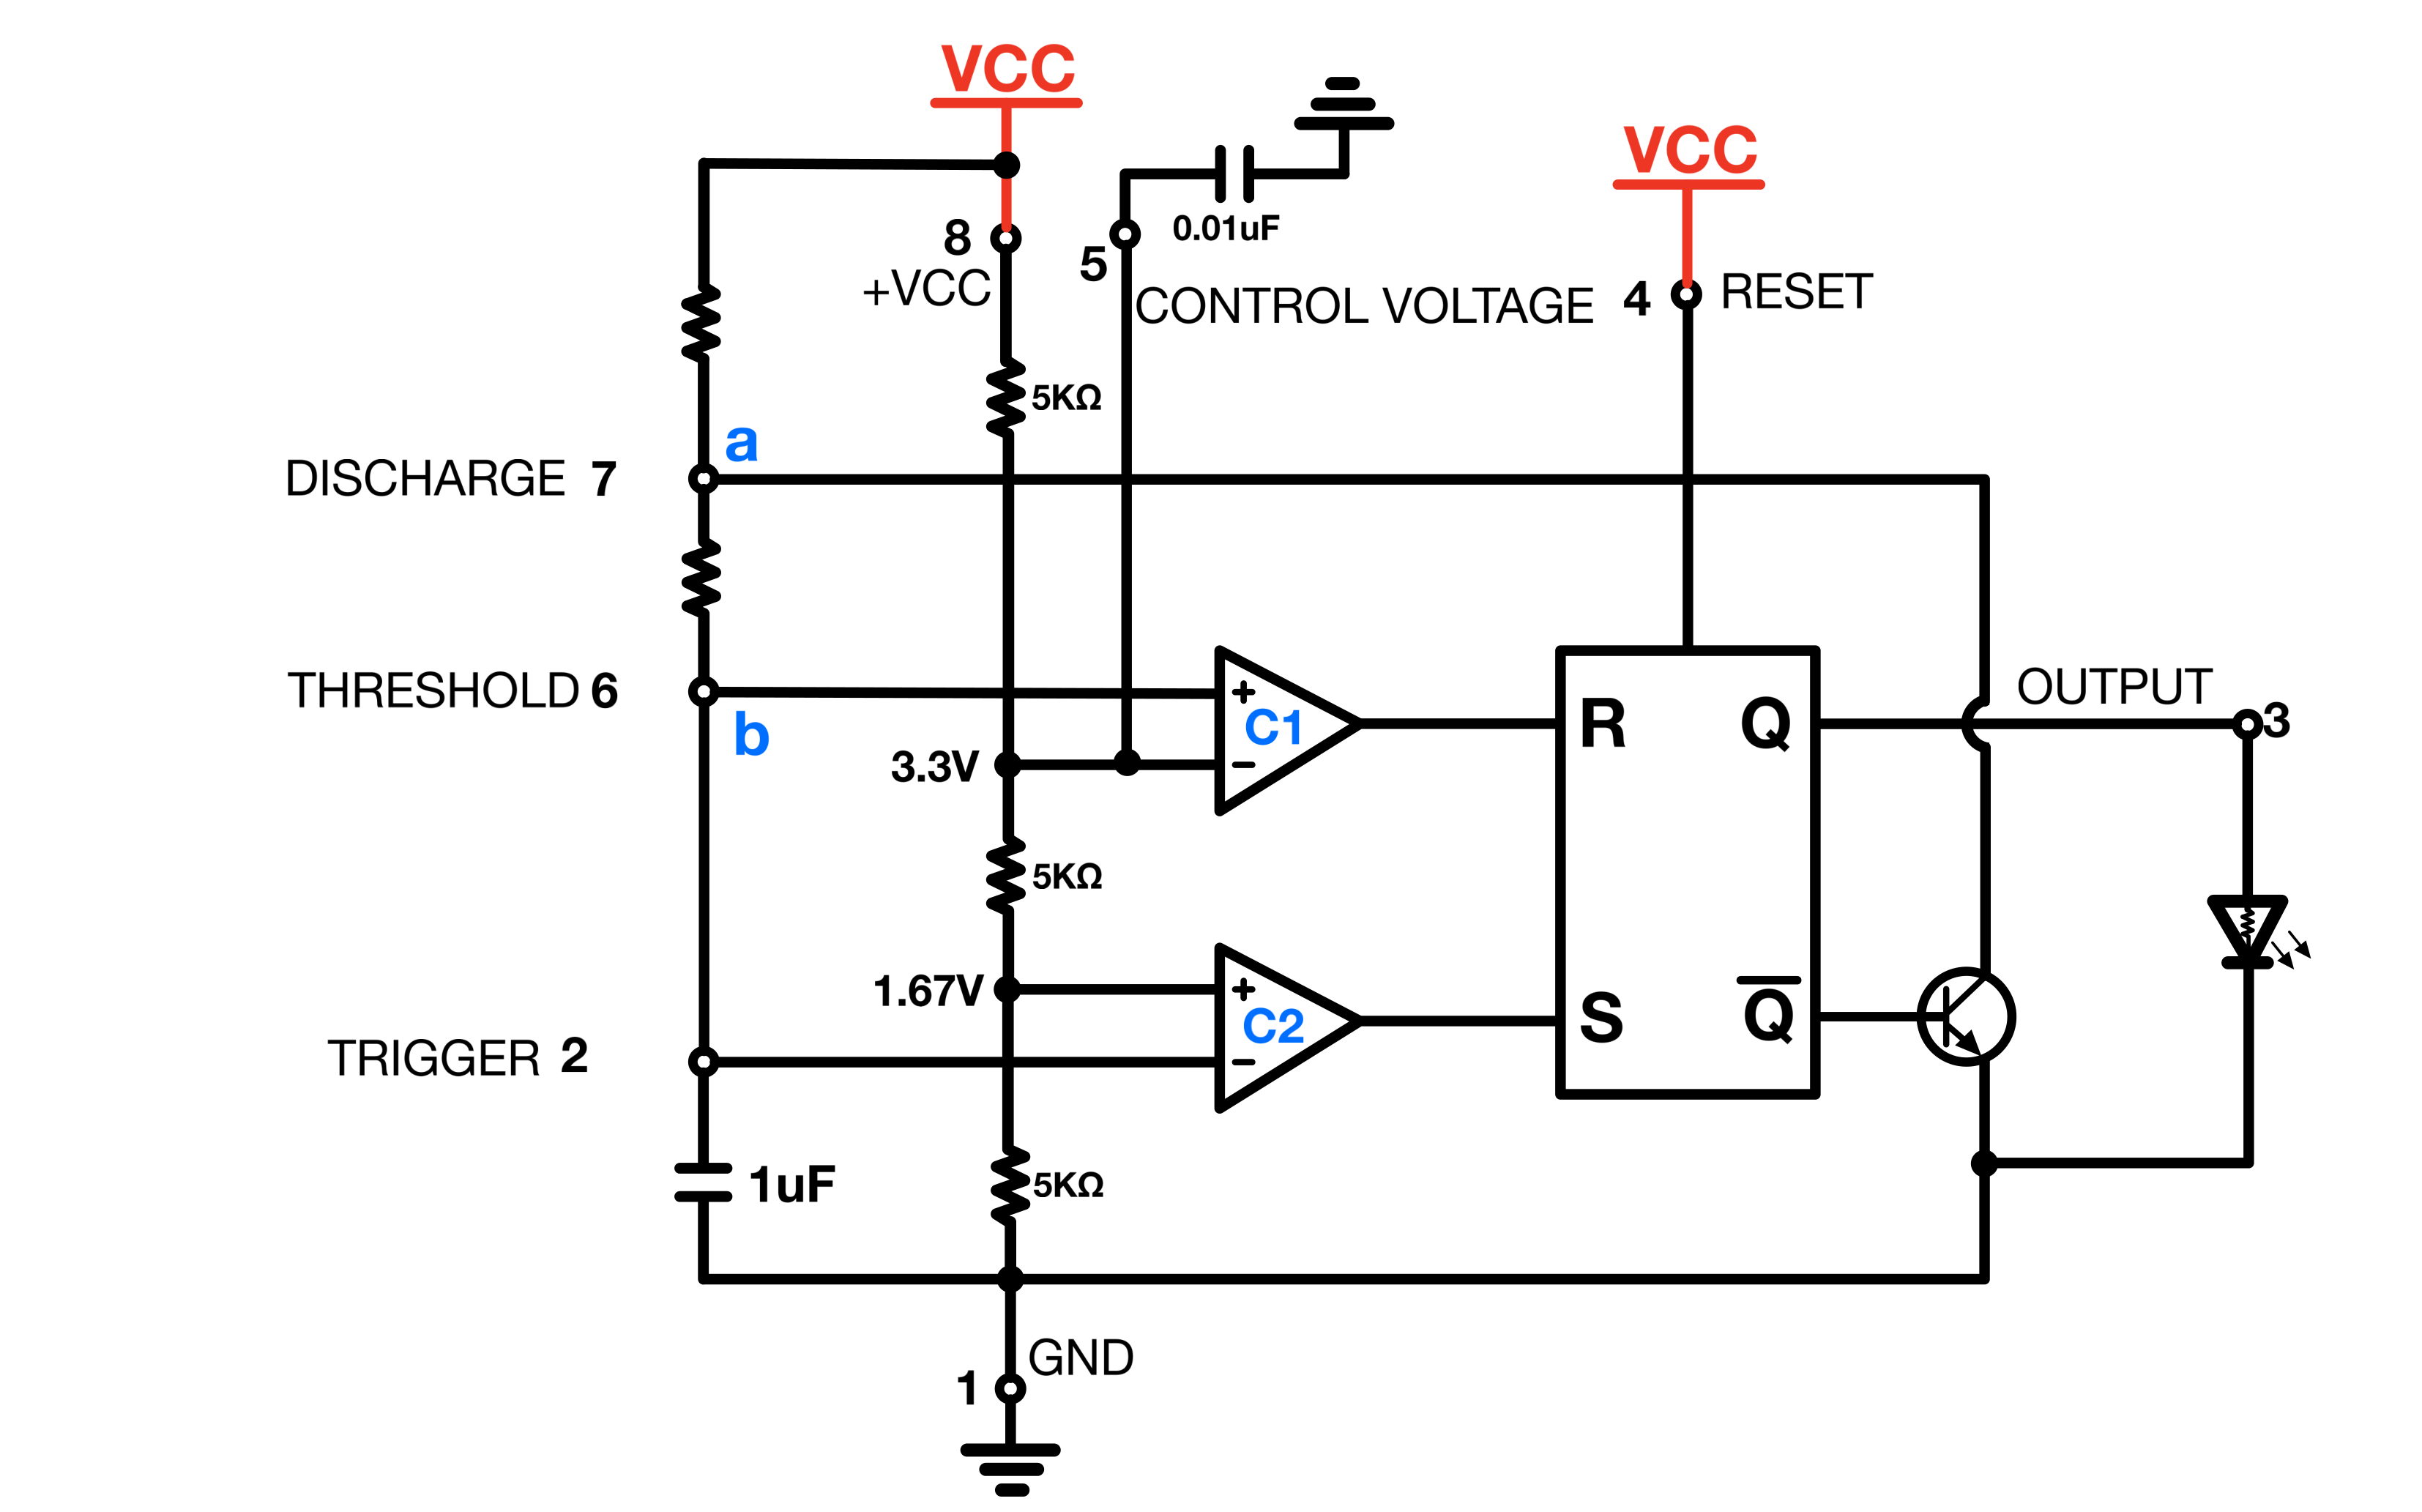 VCC
VCC
0.01uF
8
+VCC
5
CONTROL VOLTAGE
4
RESET
5KΩ
a
DISCHARGE 7
THRESHOLD 6
b
3.3V
+
C1
−
R
Q
OUTPUT
3
5KΩ
1.67V
+
C2
−
S
Q̅
TRIGGER 2
1uF
5KΩ
GND
1